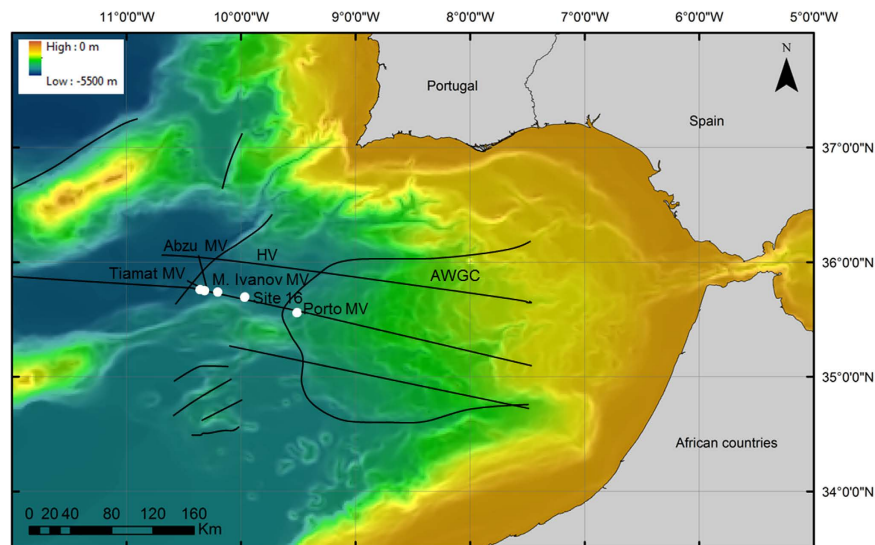 11°0'0"W 10°0'0"W 9°0'0"W 8°0'0"W 7°0'0"W 6°0'0"W 5°0'0"W
High : 0 m
Low : -5500 m
N
Portugal
Spain
37°0'0"N
Abzu MV
HV
36°0'0"N
Tiamat MV
M. Ivanov MV
AWGC
Site 16
Porto MV
35°0'0"N
African countries
34°0'0"N
0 20 40 80 120 160
Km